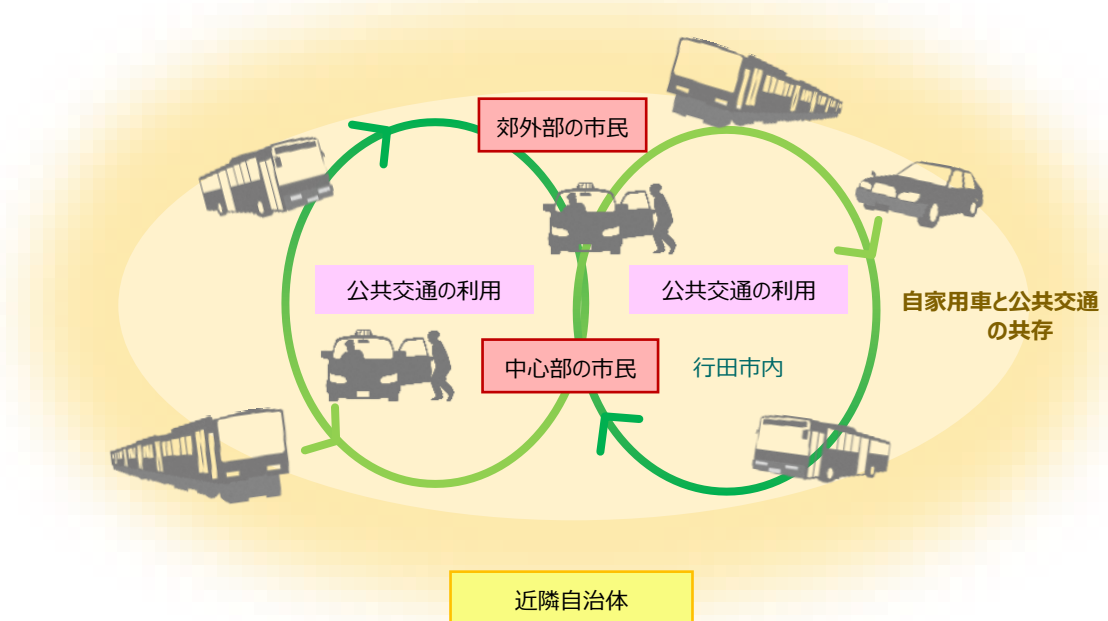 郊外部の市民
公共交通の利用
公共交通の利用
自家用車と公共交通
の共存
中心部の市民
行田市内
近隣自治体